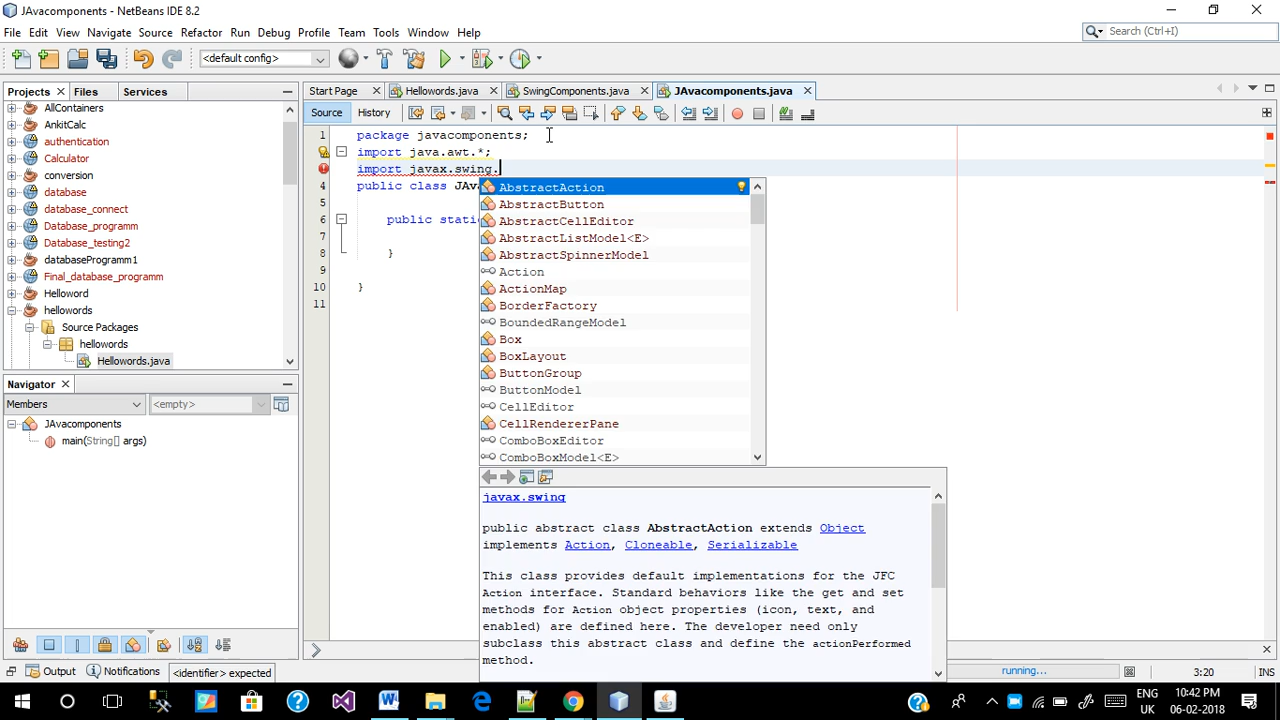 JAvacomponents - NetBeans IDE 8.2
File Edit View Navigate Source Refactor Run Debug Profile Team Tools Window Help
Search (Ctrl+I)
<default config>
Projects Files Services
Start Page Hellowords.java SwingComponents.java JAvacomponents.java
Source History
AllContainers
AnkitCalc
authentication
Calculator
conversion
database
database_connect
Database_programm
Database_testing2
databaseProgramm1
Final_database_programm
Helloword
hellowords
Source Packages
hellowords
Hellowords.java
1 package javacomponents;
import java.awt.*;
import javax.swing.
4 public class JAv
5
6 public static
7
8 }
9
10 }
11
AbstractAction
AbstractButton
AbstractCellEditor
AbstractListModel<E>
AbstractSpinnerModel
Action
ActionMap
BorderFactory
BoundedRangeModel
Box
BoxLayout
ButtonGroup
ButtonModel
CellEditor
CellRendererPane
ComboBoxEditor
ComboBoxModel<E>
javax.swing
public abstract class AbstractAction extends Object
implements Action, Cloneable, Serializable
This class provides default implementations for the JFC
Action interface. Standard behaviors like the get and set
methods for Action object properties (icon, text, and
enabled) are defined here. The developer need only
subclass this abstract class and define the actionPerformed
method.
Navigator
Members <empty>
JAvacomponents
main(String[] args)
Output Notifications <identifier> expected
running...
3:20 INS
ENG
UK
10:42 PM
06-02-2018